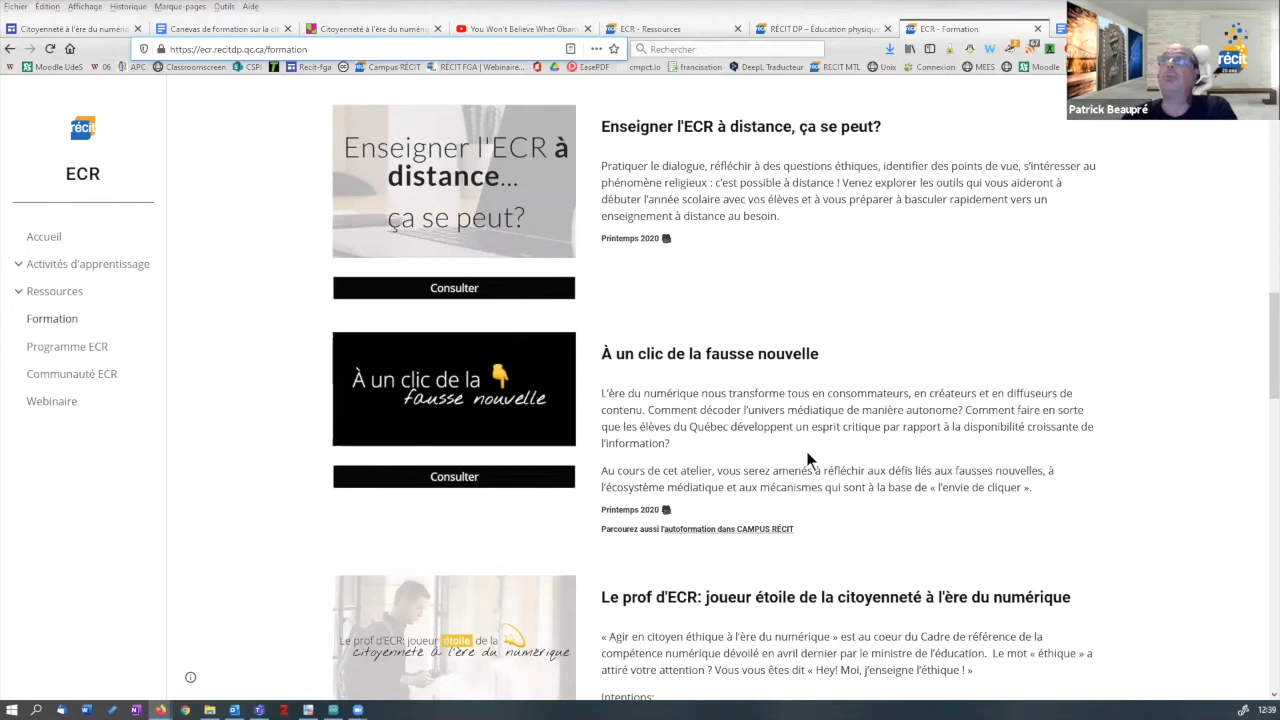 Fichier Édition Affichage Historique Marque-pages Outils Aide
Citoyenneté à l'ère du numéri
Citoyenneté à l'ère du numéri
You Won't Believe What Oba
ECR - Ressources
RÉCIT DP – Éducation physiqu
ECR - Formation
https://ecr.recitdp.qc.ca/formation
Rechercher
Moodle UdeS
W 06
APC
Classroomscreen
CSPI
Recit-fga
Campus RÉCIT
RÉCIT FGA | Webinaire...
EasePDF
cmpct.io
francisation
DeepL Traducteur
RÉCIT MTL
Unix
MEES
Moodle
récit
20 ans
Patrick Beaupré
récit
ECR
Accueil
Activités d'apprentissage
Ressources
Formation
Programme ECR
Communauté ECR
Webinaire
Enseigner l'ECR à
distance...
ça se peut?
Consulter
Enseigner l'ECR à distance, ça se peut?
Pratiquer le dialogue, réfléchir à des questions éthiques, identifier des points de vue, s'intéresser au
phénomène religieux : c'est possible à distance ! Venez explorer les outils qui vous aideront à
débuter l'année scolaire avec vos élèves et à vous préparer à basculer rapidement vers un
enseignement à distance au besoin.
Printemps 2020
À un clic de la
fausse nouvelle
Consulter
À un clic de la fausse nouvelle
L'ère du numérique nous transforme tous en consommateurs, en créateurs et en diffuseurs de
contenu. Comment décoder l'univers médiatique de manière autonome? Comment faire en sorte
que les élèves du Québec développent un esprit critique par rapport à la disponibilité croissante de
l'information?
Au cours de cet atelier, vous serez amenés à réfléchir aux défis liés aux fausses nouvelles, à
l'écosystème médiatique et aux mécanismes qui sont à la base de « l'envie de cliquer ».
Printemps 2020
Parcourez aussi l'autoformation dans CAMPUS RÉCIT
Le prof d'ECR: joueur étoile de la
citoyenneté à l'ère du numérique
Le prof d'ECR: joueur étoile de la citoyenneté à l'ère du numérique
« Agir en citoyen éthique à l'ère du numérique » est au coeur du Cadre de référence de la
compétence numérique dévoilé en avril dernier par le ministre de l'éducation. Le mot « éthique » a
attiré votre attention ? Vous vous êtes dit « Hey! Moi, j'enseigne l'éthique ! »
Intentions:
12:39